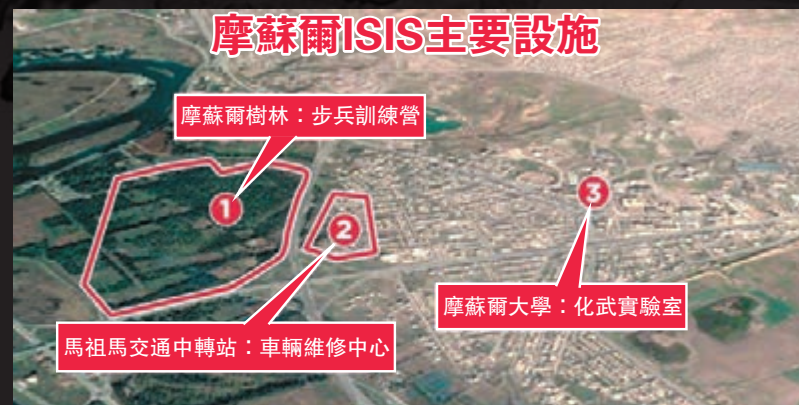 摩蘇爾ISIS主要設施
摩蘇爾樹林：步兵訓練營
1
2
3
摩蘇爾大學：化武實驗室
馬祖馬交通中轉站：車輛維修中心